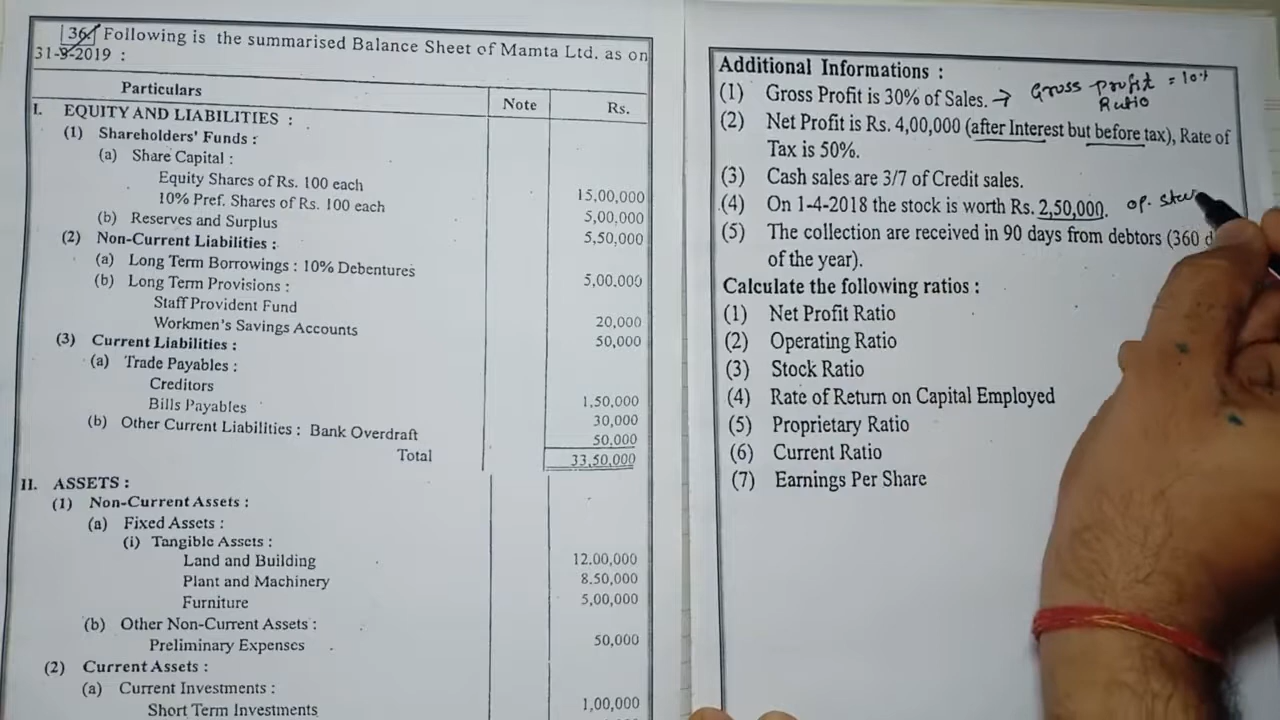 36. Following is the summarised Balance Sheet of Mamta Ltd. as on
31-3-2019 :
Particulars Note Rs.
I. EQUITY AND LIABILITIES :
(1) Shareholders' Funds :
(a) Share Capital :
Equity Shares of Rs. 100 each 15,00,000
10% Pref. Shares of Rs. 100 each 5,00,000
(b) Reserves and Surplus 5,50,000
(2) Non-Current Liabilities :
(a) Long Term Borrowings : 10% Debentures 5,00.000
(b) Long Term Provisions :
Staff Provident Fund 20,000
Workmen's Savings Accounts 50,000
(3) Current Liabilities :
(a) Trade Payables :
Creditors 1,50,000
Bills Payables 30,000
(b) Other Current Liabilities : Bank Overdraft 50,000
Total 33,50,000
II. ASSETS :
(1) Non-Current Assets :
(a) Fixed Assets :
(i) Tangible Assets :
Land and Building 12.00,000
Plant and Machinery 8.50,000
Furniture 5,00,000
(b) Other Non-Current Assets :
Preliminary Expenses 50,000
(2) Current Assets :
(a) Current Investments :
Short Term Investments 1,00,000
Additional Informations :
(1) Gross Profit is 30% of Sales. → Gross profit = 
Ratio
(2) Net Profit is Rs. 4,00,000 (after Interest but before tax), Rate of
Tax is 50%.
(3) Cash sales are 3/7 of Credit sales.
(4) On 1-4-2018 the stock is worth Rs. 2,50,000. op.
(5) The collection are received in 90 days from debtors (360
of the year).
Calculate the following ratios :
(1) Net Profit Ratio
(2) Operating Ratio
(3) Stock Ratio
(4) Rate of Return on Capital Employed
(5) Proprietary Ratio
(6) Current Ratio
(7) Earnings Per Share